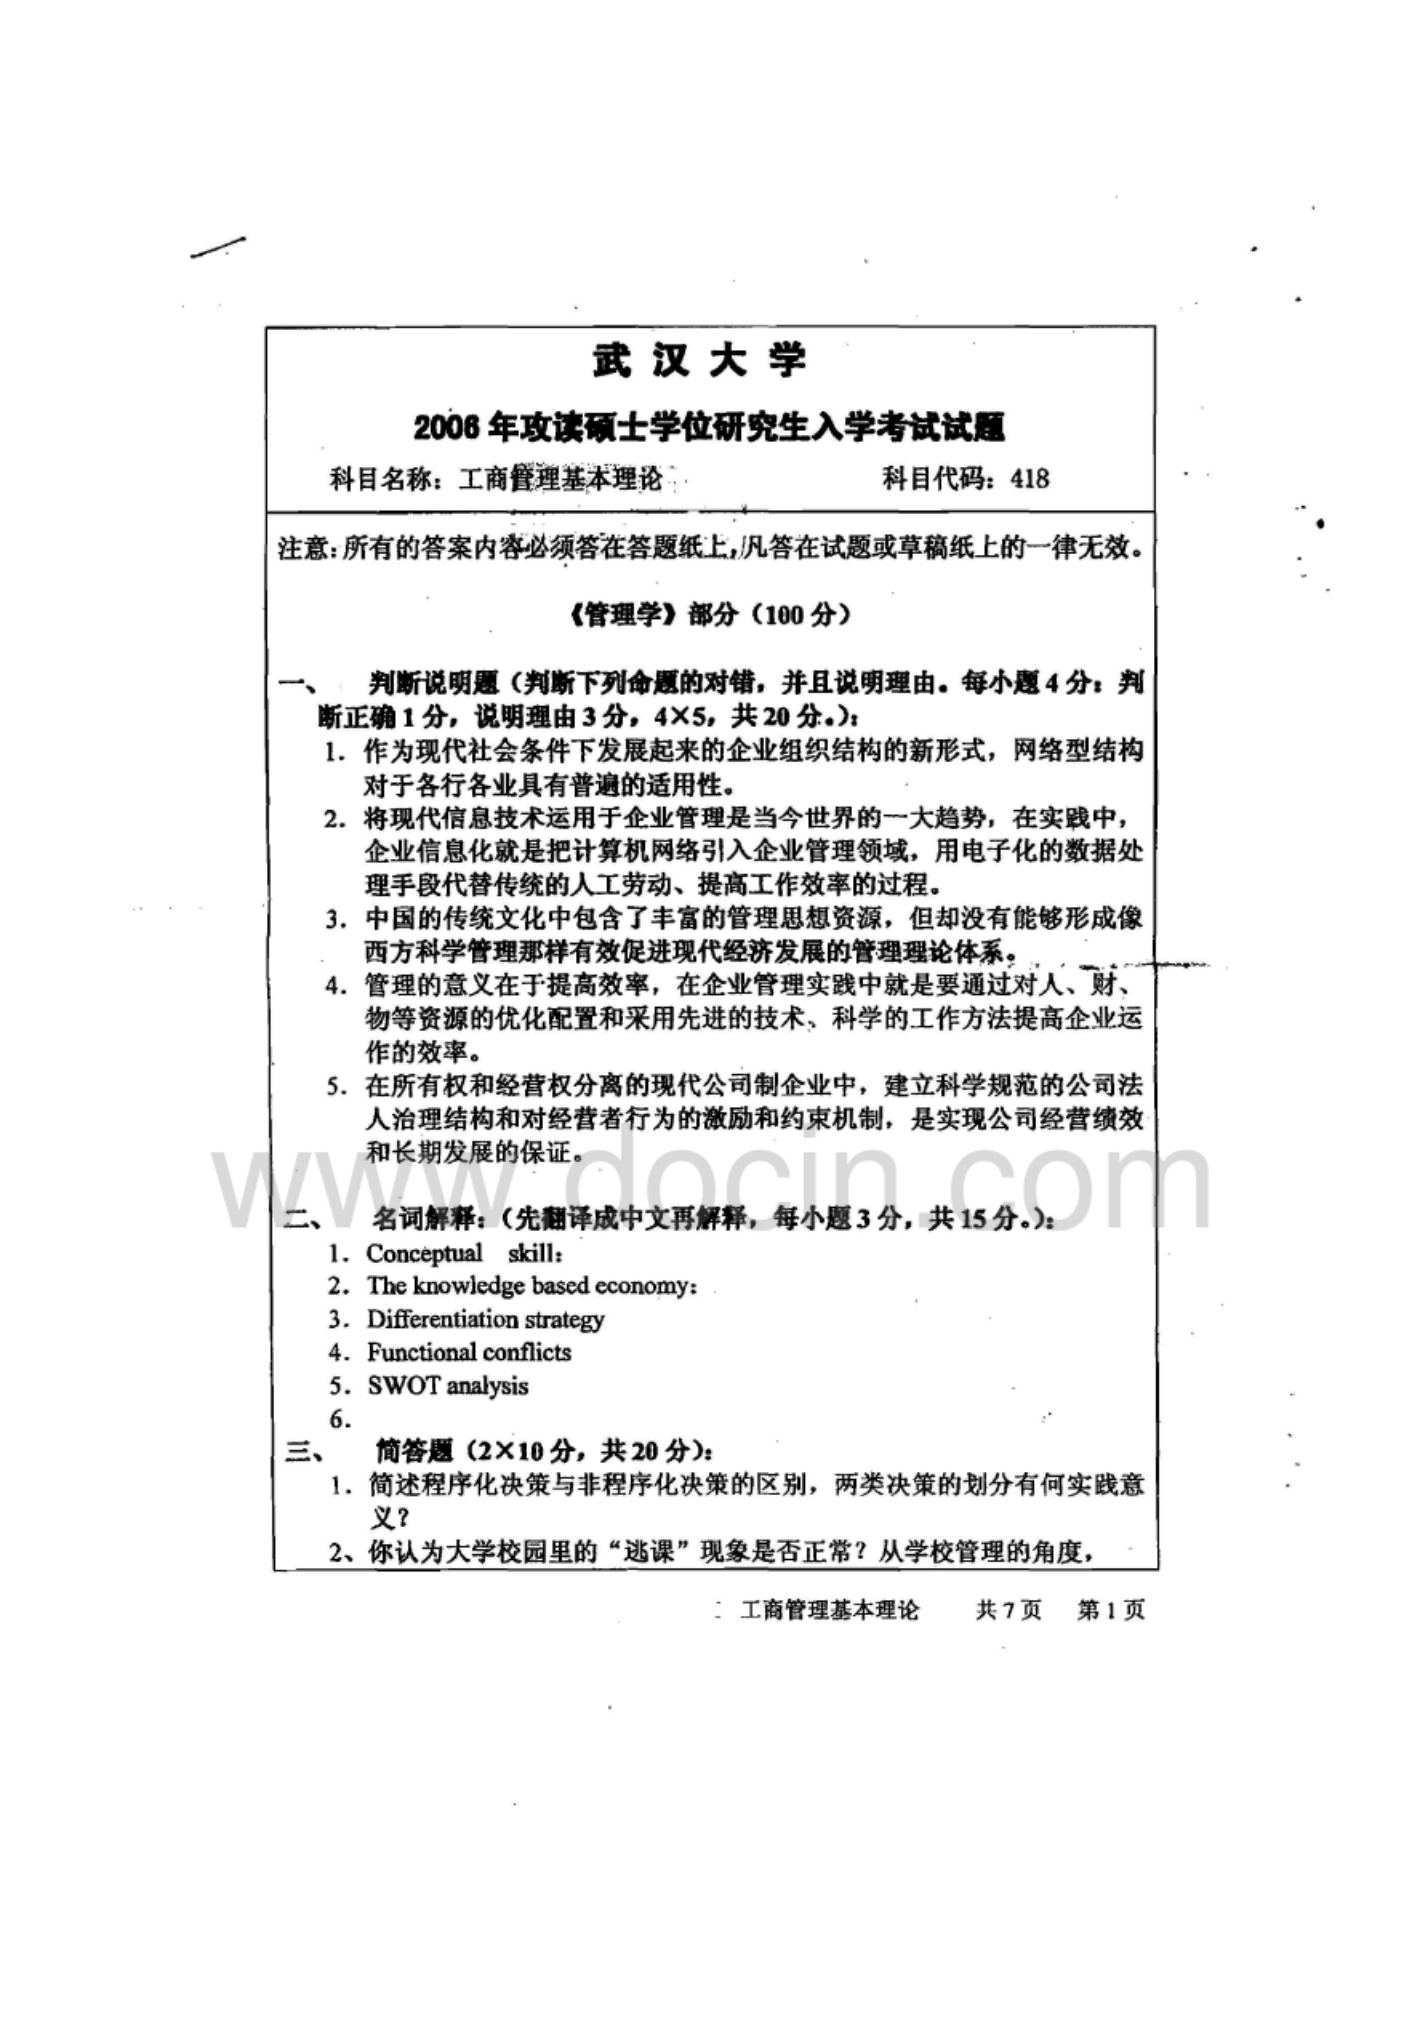 武汉大学
2006年攻读硕士学位研究生入学考试试题
科目名称：工商管理基本理论 科目代码：418
注意：所有的答案内容必须答在答题纸上，凡答在试题或草稿纸上的一律无效。
《管理学》部分（100分）
一、 判断说明题（判断下列命题的对错，并且说明理由。每小题4分：判
断正确1分，说明理由3分，4×5，共20分。）：
1. 作为现代社会条件下发展起来的企业组织结构的新形式，网络型结构
对于各行各业具有普遍的适用性。
2. 将现代信息技术运用于企业管理是当今世界的一大趋势，在实践中，
企业信息化就是把计算机网络引入企业管理领域，用电子化的数据处
理手段代替传统的人工劳动、提高工作效率的过程。
3. 中国的传统文化中包含了丰富的管理思想资源，但却没有能够形成像
西方科学管理那样有效促进现代经济发展的管理理论体系。
4. 管理的意义在于提高效率，在企业管理实践中就是要通过对人、财、
物等资源的优化配置和采用先进的技术、科学的工作方法提高企业运
作的效率。
5. 在所有权和经营权分离的现代公司制企业中，建立科学规范的公司法
人治理结构和对经营者行为的激励和约束机制，是实现公司经营绩效
和长期发展的保证。
www.docin.com
二、 名词解释：（先翻译成中文再解释，每小题3分，共15分。）：
1. Conceptual skill：
2. The knowledge based economy：
3. Differentiation strategy
4. Functional conflicts
5. SWOT analysis
6.
三、 简答题（2×10分，共20分）：
1. 简述程序化决策与非程序化决策的区别，两类决策的划分有何实践意
义？
2、你认为大学校园里的“逃课”现象是否正常？从学校管理的角度，
工商管理基本理论 共7页 第1页